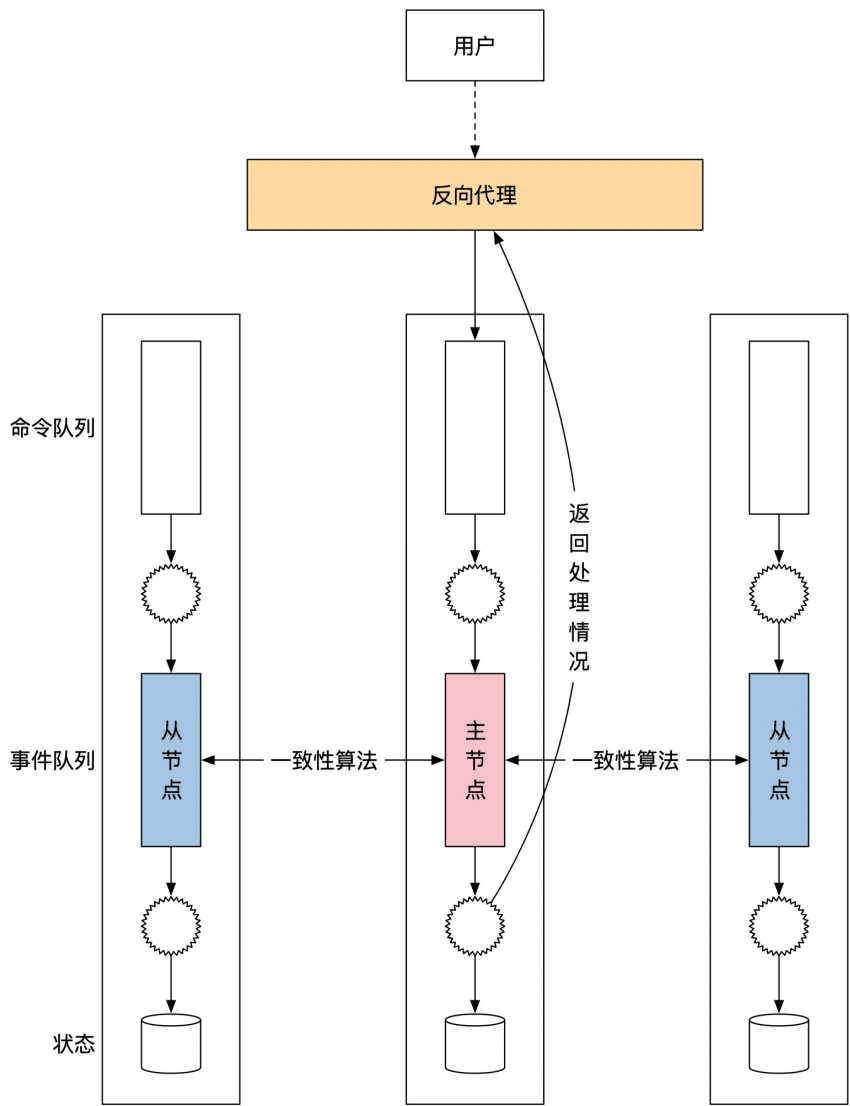 用户
反向代理
命令队列
返回处理情况
事件队列
从节点
一致性算法
主节点
一致性算法
从节点
状态